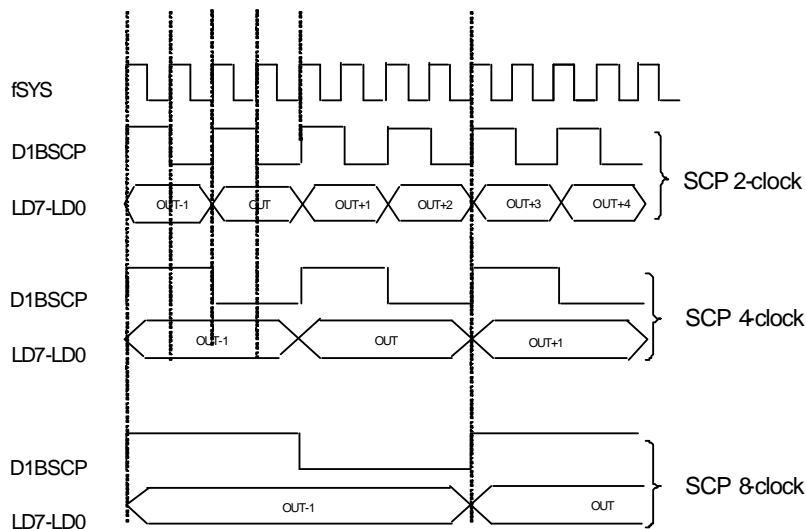 fSYS
D1BSCP
SCP 2-clock
LD7-LD0
OUT-1 OUT OUT+1 OUT+2 OUT+3 OUT+4
D1BSCP
SCP 4-clock
LD7-LD0
OUT-1 OUT OUT+1
D1BSCP
SCP 8-clock
LD7-LD0
OUT-1 OUT